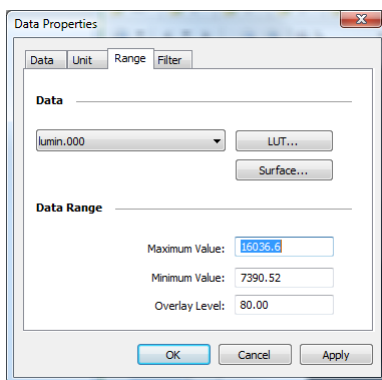 Data Properties
Data Unit Range Filter
Data
lumin.000 LUT...
Surface...
Data Range
Maximum Value: 16036.6
Minimum Value: 7390.52
Overlay Level: 80.00
OK Cancel Apply